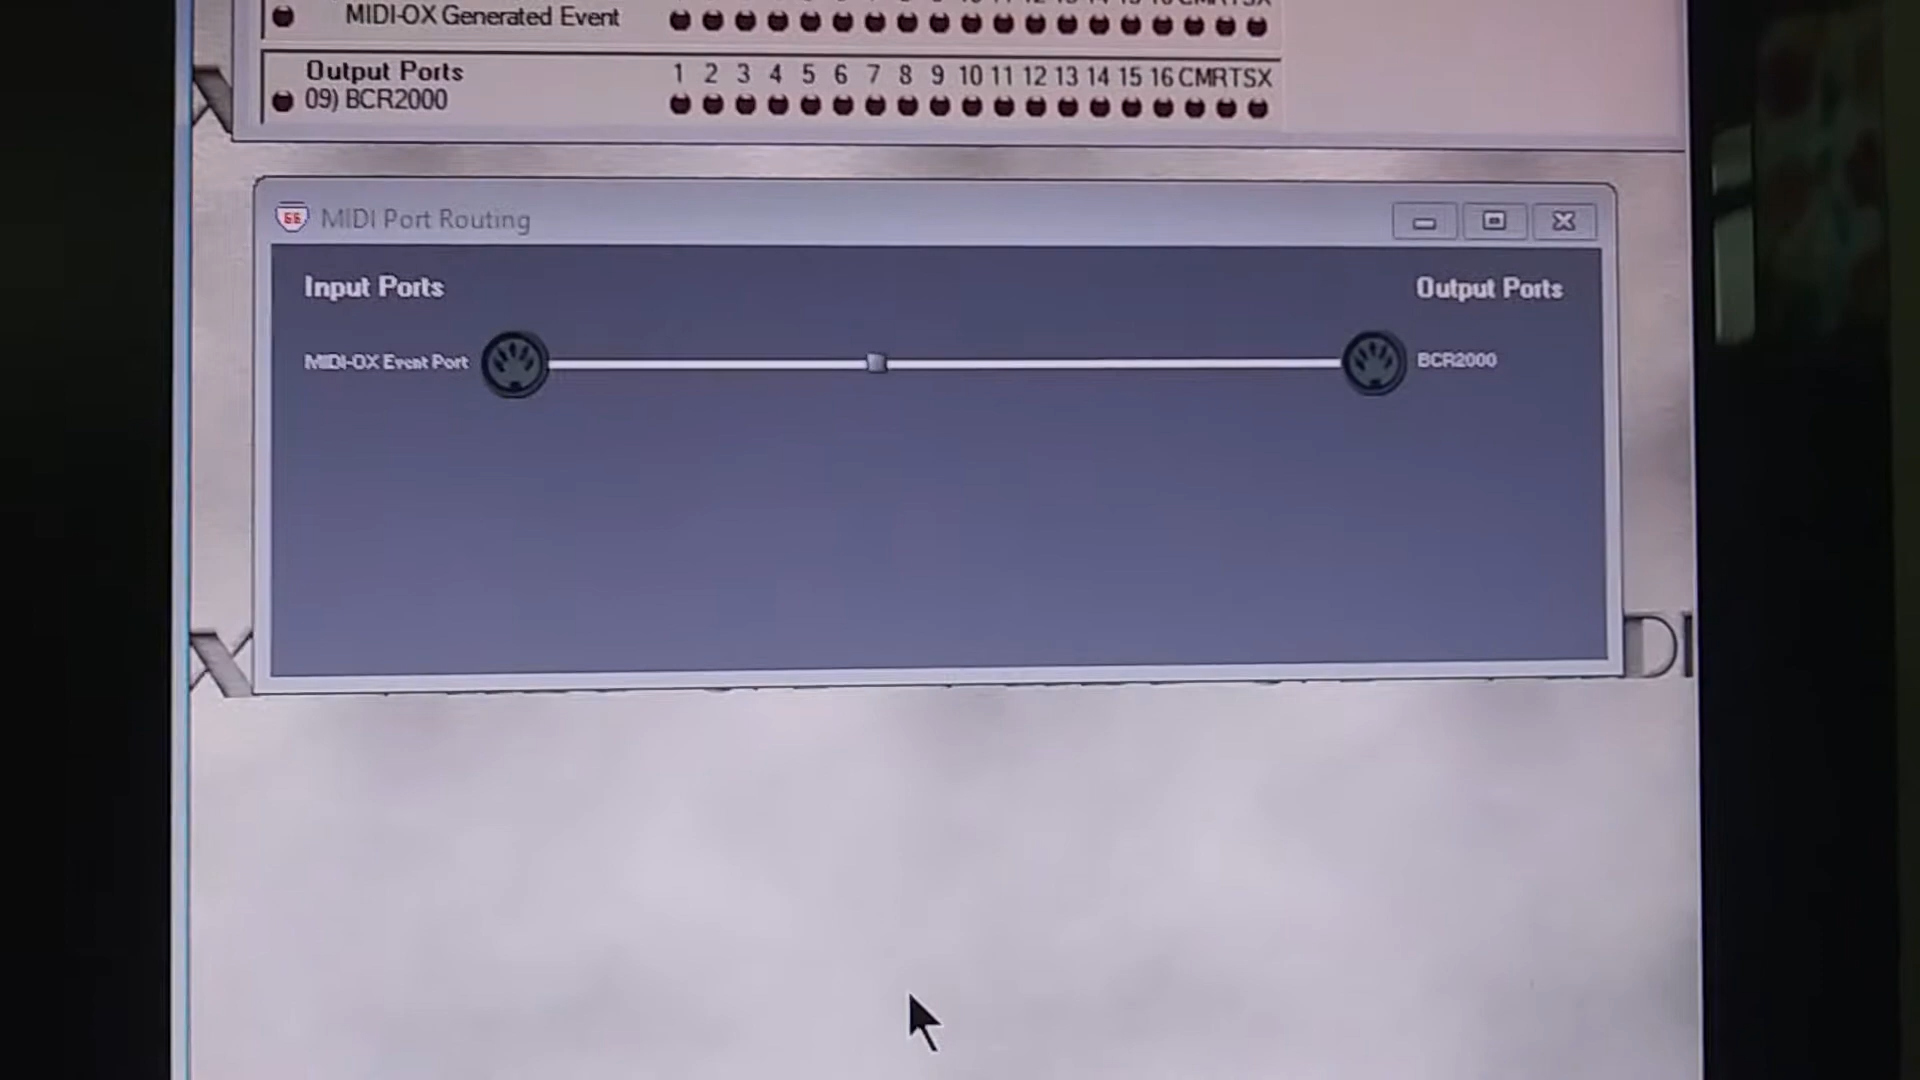 MIDI-OX Generated Event
Output Ports 1 2 3 4 5 6 7 8 9 10 11 12 13 14 15 16 CMRTSX
09) BCR2000
MIDI Port Routing
Input Ports Output Ports
MIDI-OX Event Port BCR2000
X DI